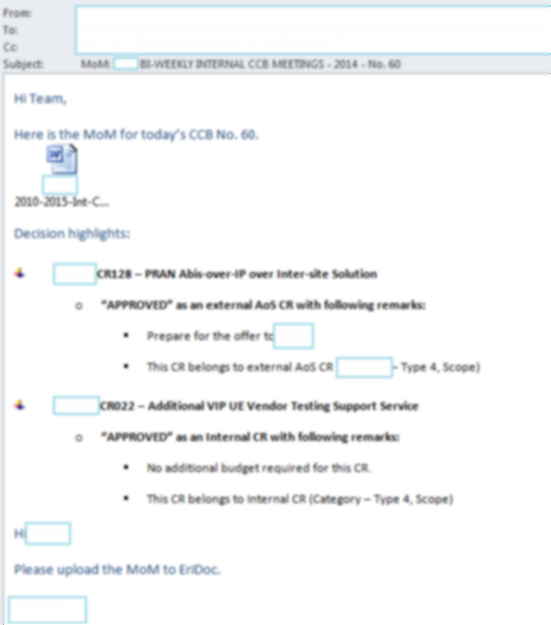 From:
To:
Cc:
Subject: MoM: BI-WEEKLY INTERNAL CCB MEETINGS - 2014 - No. 60
Hi Team,
Here is the MoM for today's CCB No. 60.
2010-2015-Int-C...
Decision highlights:
CR128 – PRAN Abis-over-IP over Inter-site Solution
o "APPROVED" as an external AoS CR with following remarks:
▪ Prepare for the offer to
▪ This CR belongs to external AoS CR – Type 4, Scope)
CR022 – Additional VIP UE Vendor Testing Support Service
o "APPROVED" as an Internal CR with following remarks:
▪ No additional budget required for this CR.
▪ This CR belongs to Internal CR (Category – Type 4, Scope)
Hi
Please upload the MoM to EriDoc.